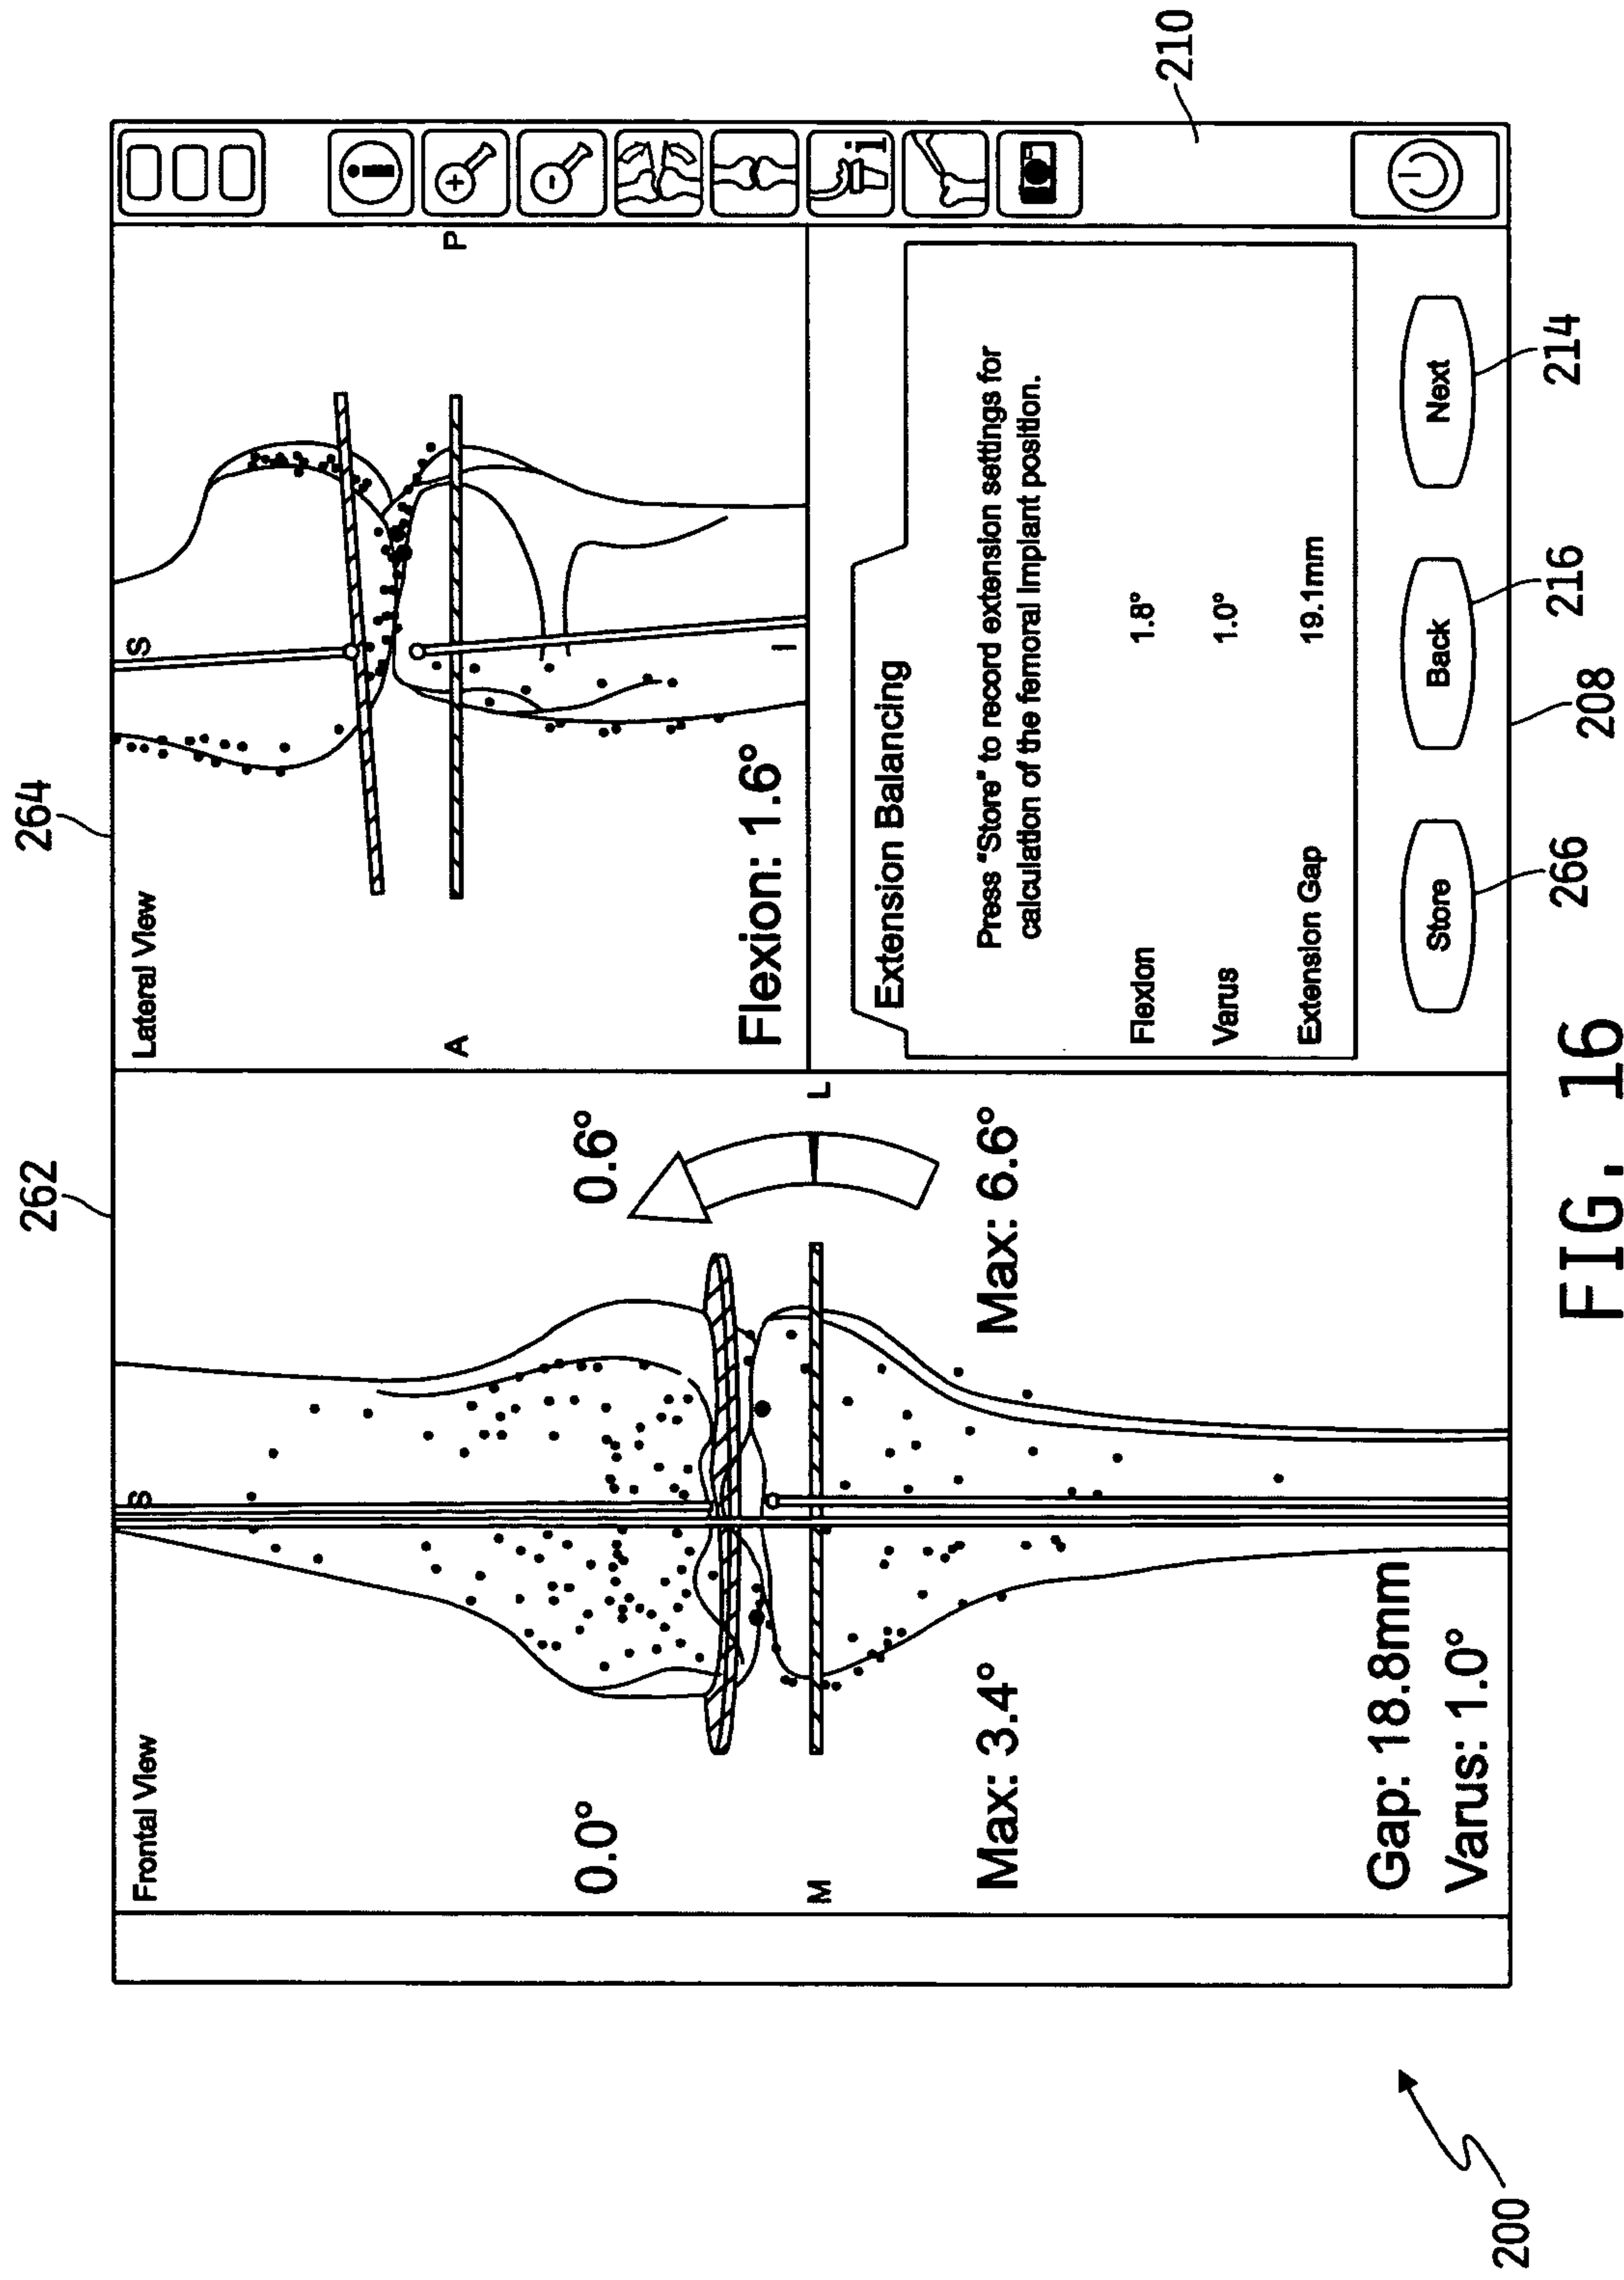 262
264
Frontal View
S
0.0°
0.6°
M
L
Max: 3.4°
Max: 6.6°
Gap: 18.8mm
Varus: 1.0°
Lateral View
S
A
P
I
Flexion: 1.6°
Extension Balancing
Press "Store" to record extension settings for
calculation of the femoral implant position.
Flexion 1.8°
Varus 1.0°
Extension Gap 19.1mm
Store
Back
Next
i
+
-
i
210
266
216
214
208
200
FIG. 16